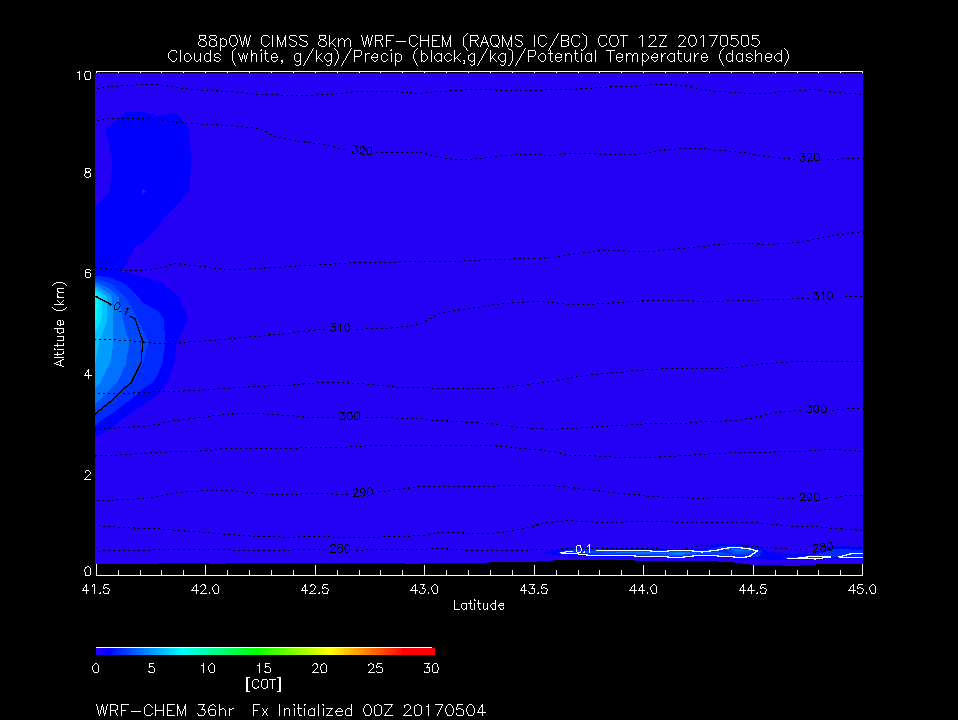 88p0W CIMSS 8km WRF-CHEM (RAQMS IC/BC) COT 12Z 20170505
Clouds (white, g/kg)/Precip (black,g/kg)/Potential Temperature (dashed)
10
320
320
8
6
310
0.1
310
Altitude (km)
4
300
300
2
290
290
280
0.1
280
0
41.5 42.0 42.5 43.0 43.5 44.0 44.5 45.0
Latitude
0 5 10 15 20 25 30
[COT]
WRF-CHEM 36hr Fx Initialized 00Z 20170504